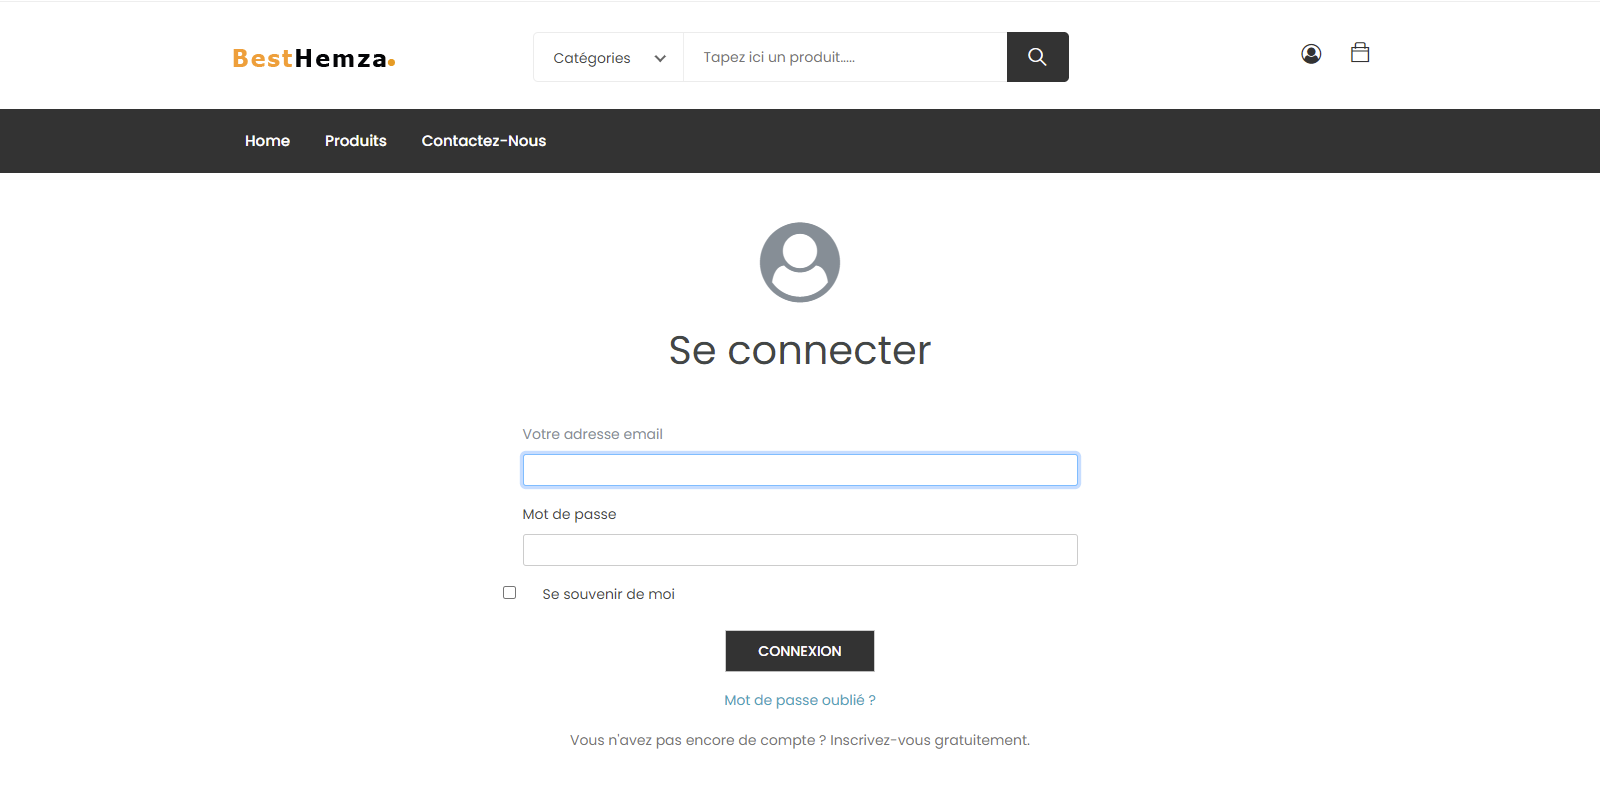 BestHemza.
Catégories
Tapez ici un produit.....
Home Produits Contactez-Nous
Se connecter
Votre adresse email
Mot de passe
Se souvenir de moi
CONNEXION
Mot de passe oublié ?
Vous n'avez pas encore de compte ? Inscrivez-vous gratuitement.